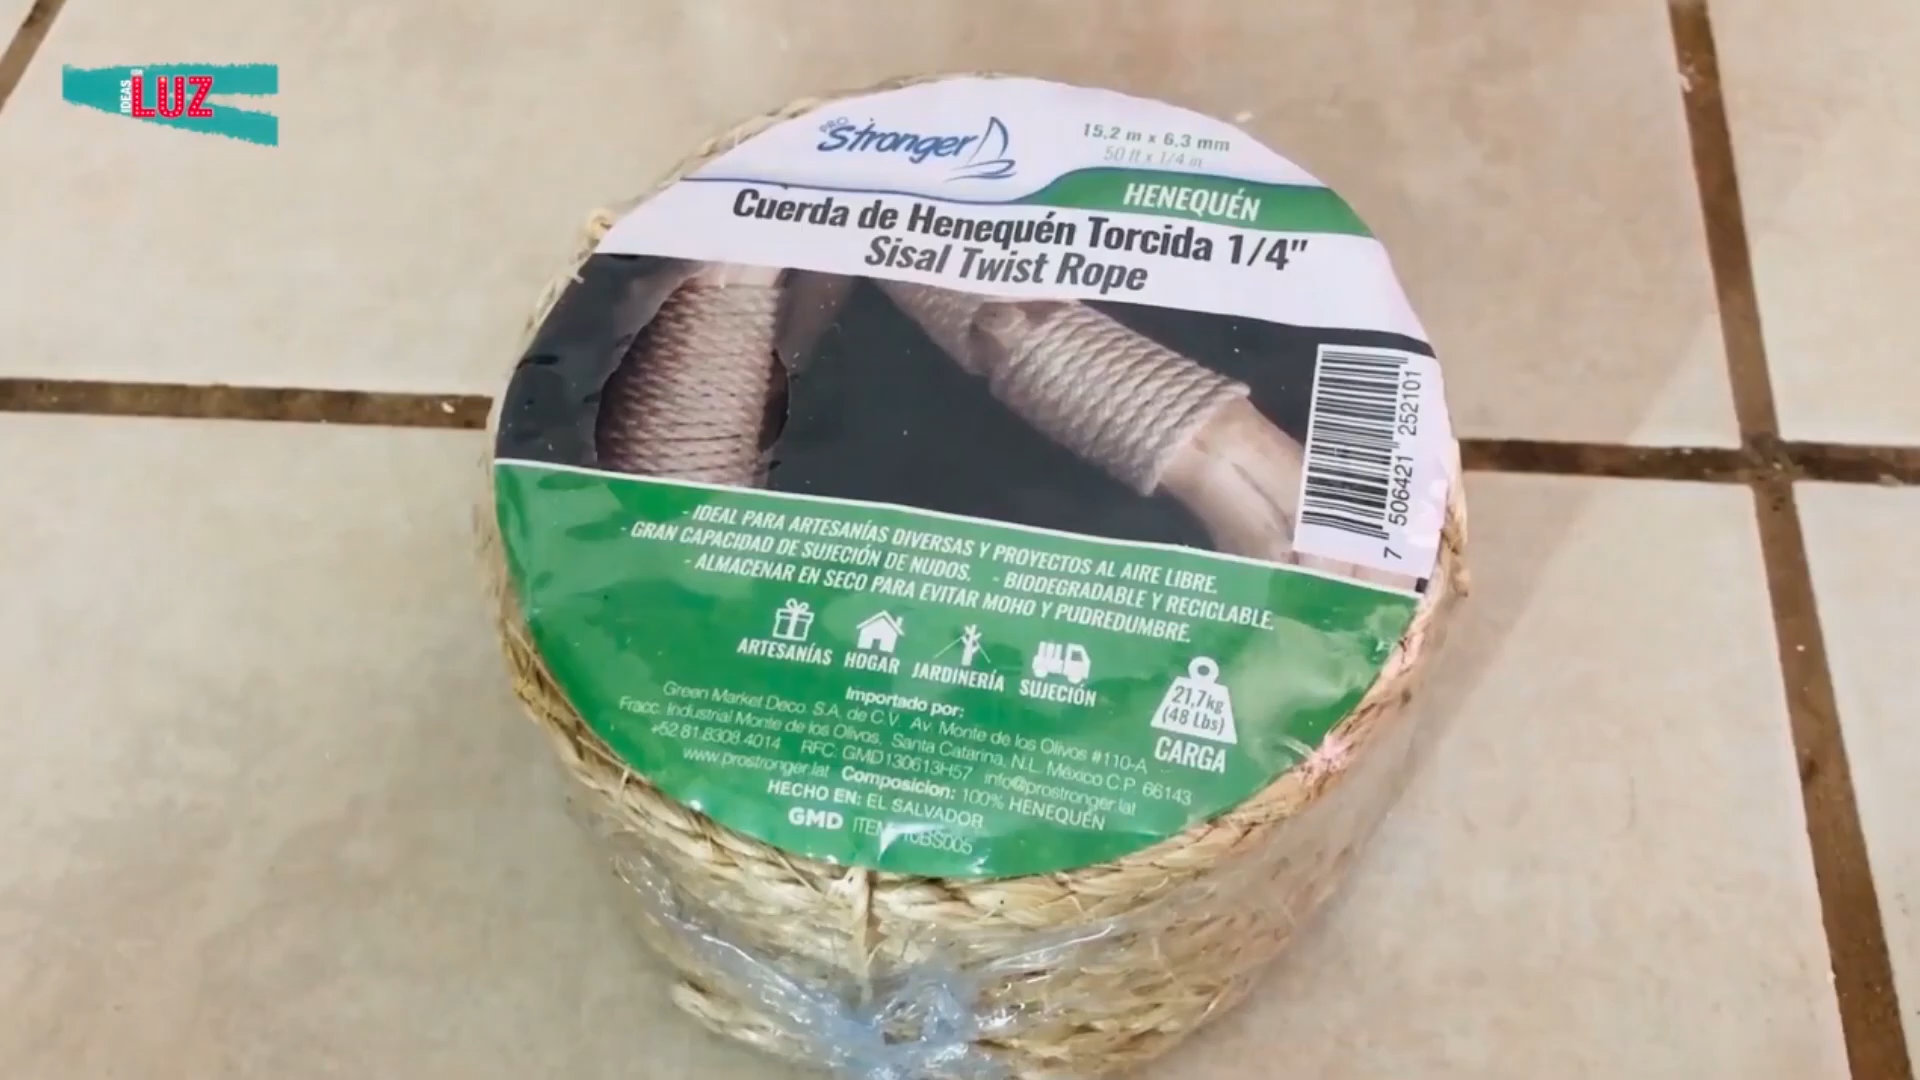 IDEAS LUZ
PRO Stronger
15,2 m x 6,3 mm
50 ft x 1/4 in
HENEQUÉN
Cuerda de Henequén Torcida 1/4"
Sisal Twist Rope
7 506421 252101
- IDEAL PARA ARTESANÍAS DIVERSAS Y PROYECTOS AL AIRE LIBRE.
- GRAN CAPACIDAD DE SUJECIÓN DE NUDOS. - BIODEGRADABLE Y RECICLABLE.
- ALMACENAR EN SECO PARA EVITAR MOHO Y PUDREDUMBRE.
ARTESANÍAS HOGAR JARDINERÍA SUJECIÓN
21,7kg
(48 Lbs)
CARGA
Importado por:
Green Market Deco. S.A. de C.V. Av. Monte de los Olivos #110-A
Fracc. Industrial Monte de los Olivos, Santa Catarina, N.L. México C.P. 66143
+52 81.8308.4014 RFC: GMD130613H57 info@prostronger.lat
www.prostronger.lat Composicion: 100% HENEQUÉN
HECHO EN: EL SALVADOR
GMD